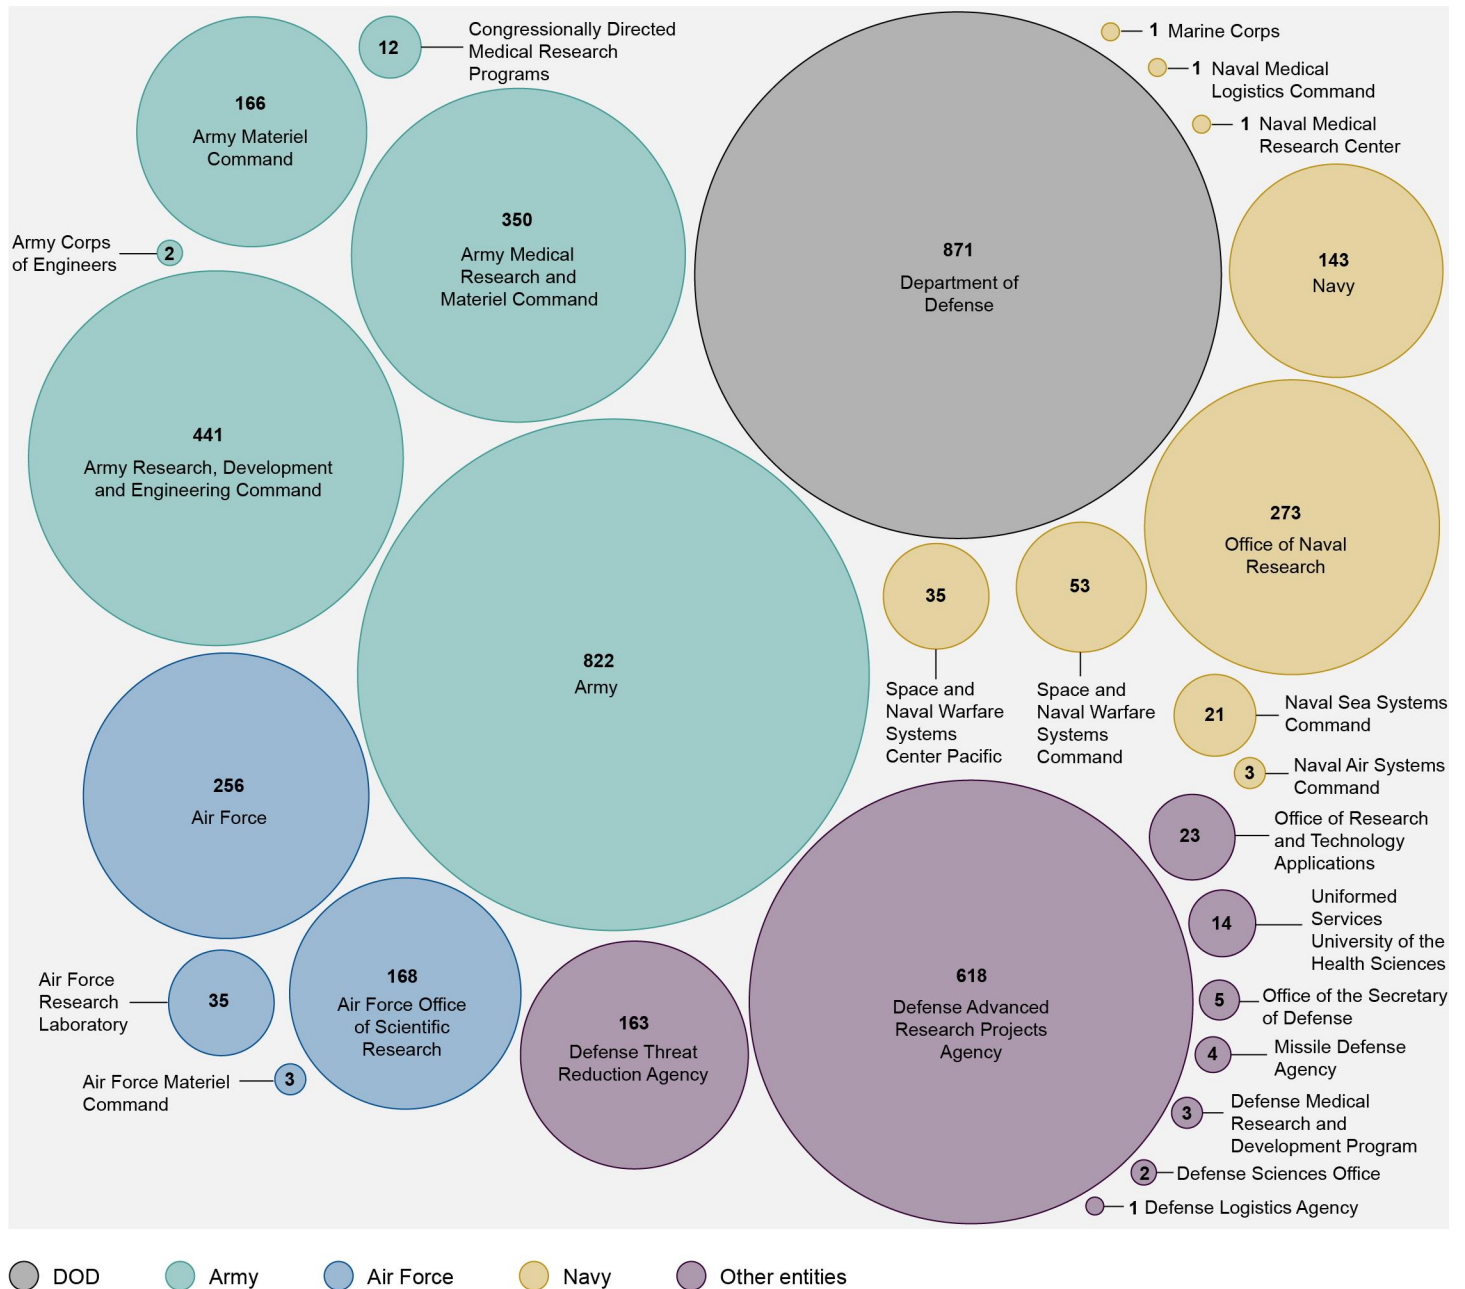 12
Congressionally Directed
Medical Research
Programs
166
Army Materiel
Command
350
Army Medical
Research and
Materiel Command
Army Corps
of Engineers
2
441
Army Research, Development
and Engineering Command
822
Army
871
Department of
Defense
1 Marine Corps
1 Naval Medical
Logistics Command
1 Naval Medical
Research Center
143
Navy
273
Office of Naval
Research
35
Space and
Naval Warfare
Systems
Center Pacific
53
Space and
Naval Warfare
Systems
Command
21
Naval Sea Systems
Command
3
Naval Air Systems
Command
256
Air Force
35
Air Force
Research
Laboratory
168
Air Force Office
of Scientific
Research
3
Air Force Materiel
Command
163
Defense Threat
Reduction Agency
618
Defense Advanced
Research Projects
Agency
23
Office of Research
and Technology
Applications
14
Uniformed
Services
University of the
Health Sciences
5
Office of the Secretary
of Defense
4
Missile Defense
Agency
3
Defense Medical
Research and
Development Program
2
Defense Sciences Office
1 Defense Logistics Agency
DOD
Army
Air Force
Navy
Other entities